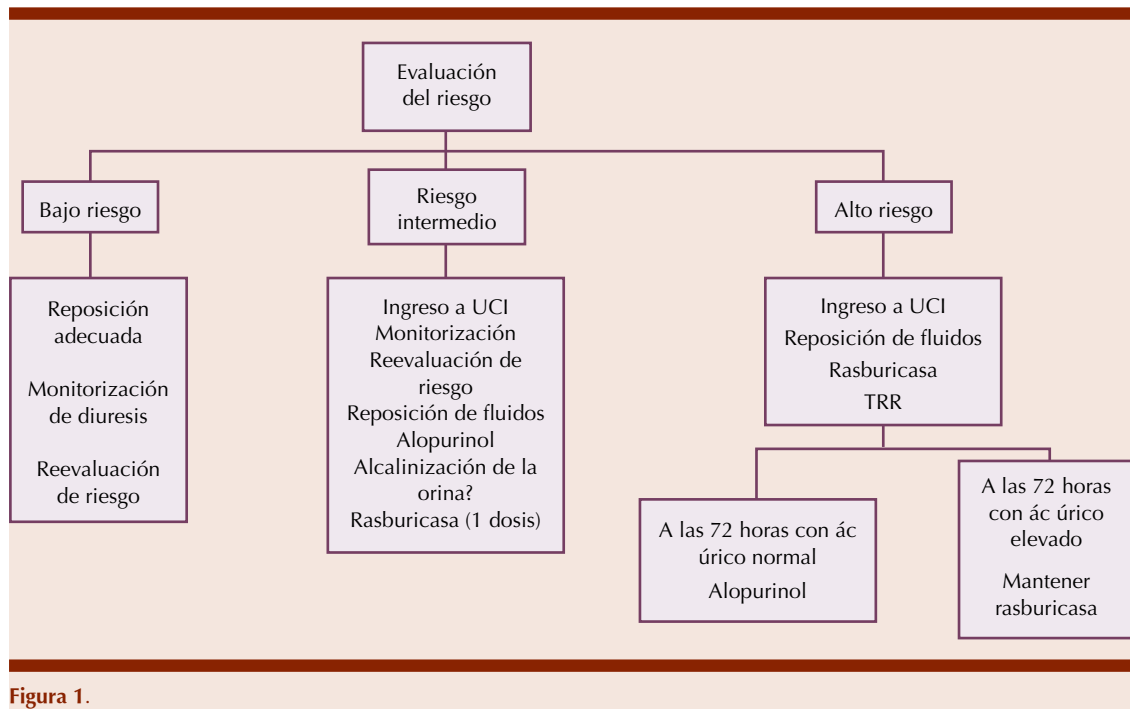 Evaluación
del riesgo
Bajo riesgo
Riesgo
intermedio
Alto riesgo
Reposición
adecuada
Monitorización
de diuresis
Reevaluación
de riesgo
Ingreso a UCI
Monitorización
Reevaluación de
riesgo
Reposición de fluidos
Alopurinol
Alcalinización de la
orina?
Rasburicasa (1 dosis)
Ingreso a UCI
Reposición de fluidos
Rasburicasa
TRR
A las 72 horas con ác
úrico normal
Alopurinol
A las 72 horas
con ác úrico
elevado
Mantener
rasburicasa
Figura 1.